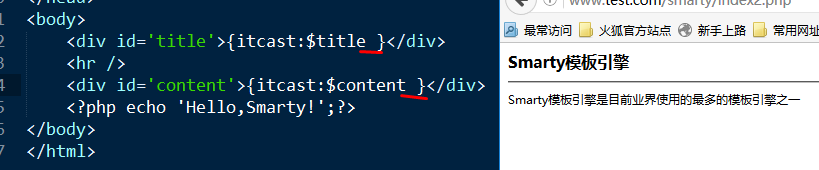 <body>
<div id='title'>{itcast:$title }</div>
<hr />
<div id='content'>{itcast:$content }</div>
<?php echo 'Hello,Smarty!';?>
</body>
</html>
www.test.com/smarty/index2.php
最常访问 火狐官方站点 新手上路 常用网址
Smarty模板引擎
Smarty模板引擎是目前业界使用的最多的模板引擎之一